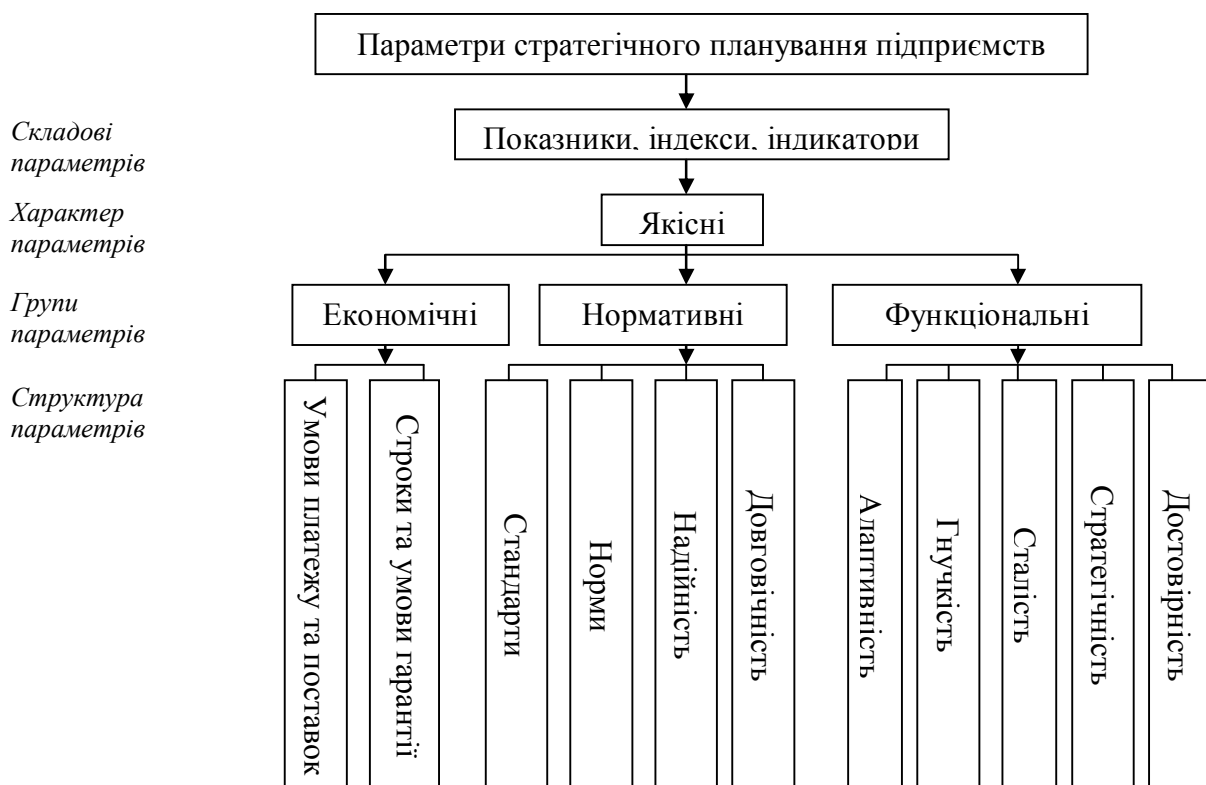 Параметри стратегічного планування підприємств
Складові
параметрів
Показники, індекси, індикатори
Характер
параметрів
Якісні
Групи
параметрів
Економічні
Нормативні
Функціональні
Структура
параметрів
Умови платежу та поставок
Строки та умови гарантії
Стандарти
Норми
Надійність
Довговічність
Адаптивність
Гнучкість
Сталість
Стратегічність
Достовірність